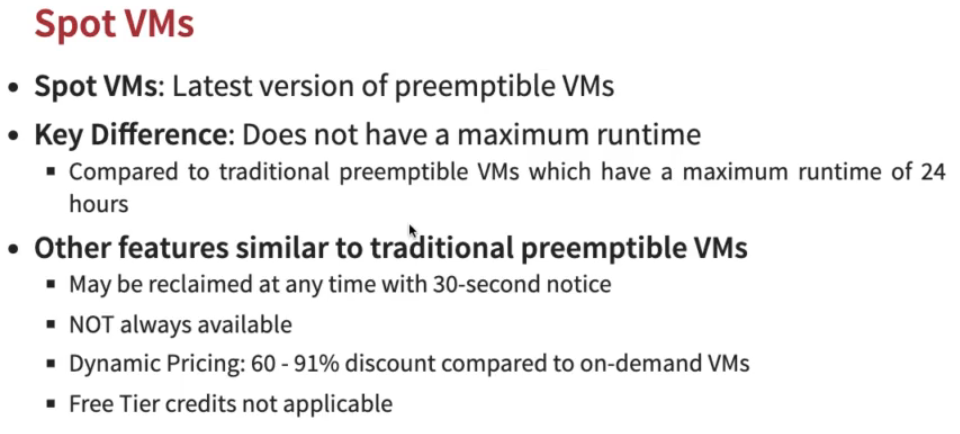 Spot VMs
• Spot VMs: Latest version of preemptible VMs
• Key Difference: Does not have a maximum runtime
▪ Compared to traditional preemptible VMs which have a maximum runtime of 24
hours
• Other features similar to traditional preemptible VMs
▪ May be reclaimed at any time with 30-second notice
▪ NOT always available
▪ Dynamic Pricing: 60 - 91% discount compared to on-demand VMs
▪ Free Tier credits not applicable